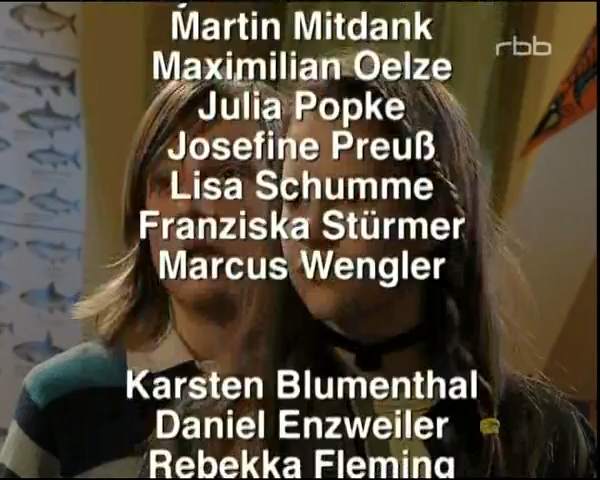 Martin Mitdank
rbb
Maximilian Oelze
Julia Popke
Josefine Preuß
Lisa Schumme
Franziska Stürmer
Marcus Wengler
Karsten Blumenthal
Daniel Enzweiler
Rebekka Fleming